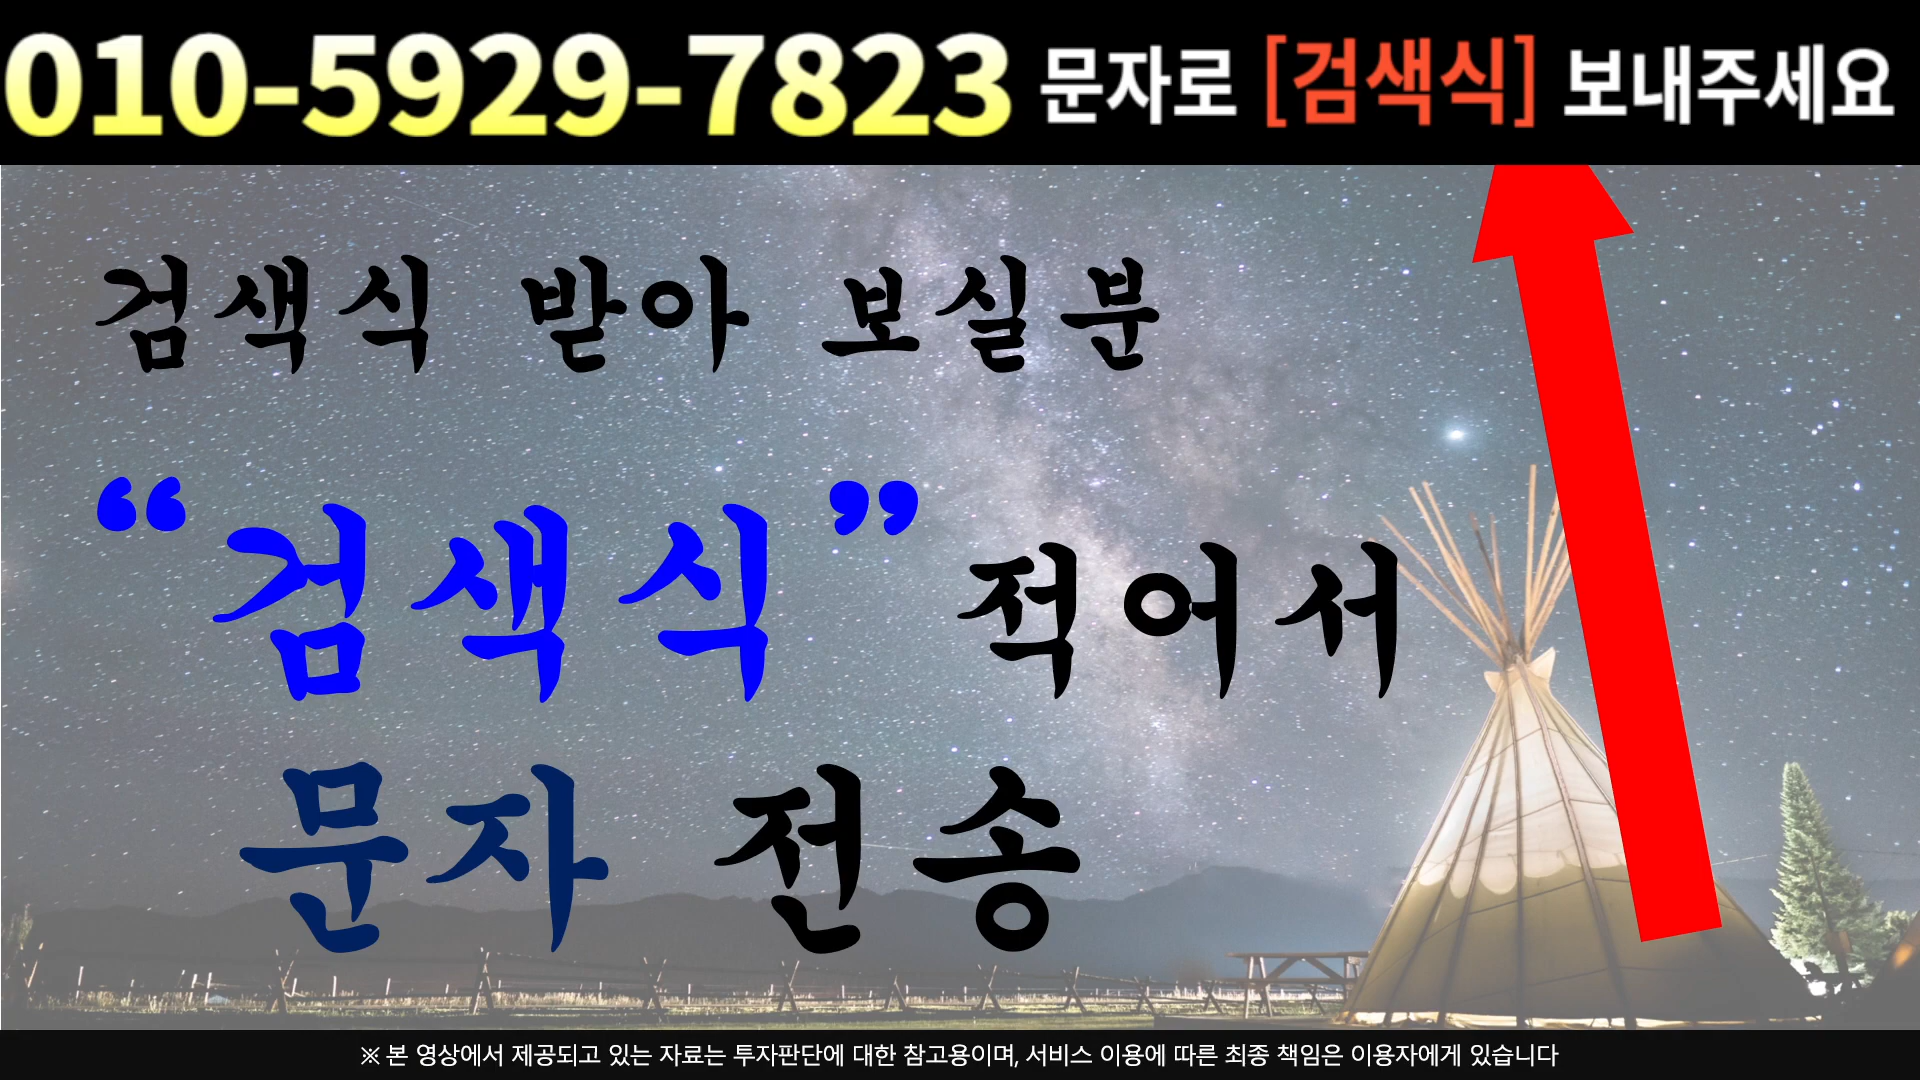 010-5929-7823 문자로 [검색식] 보내주세요
검색식 받아 보실분
“검색식” 적어서
문자 전송
※ 본 영상에서 제공되고 있는 자료는 투자판단에 대한 참고용이며, 서비스 이용에 따른 최종 책임은 이용자에게 있습니다